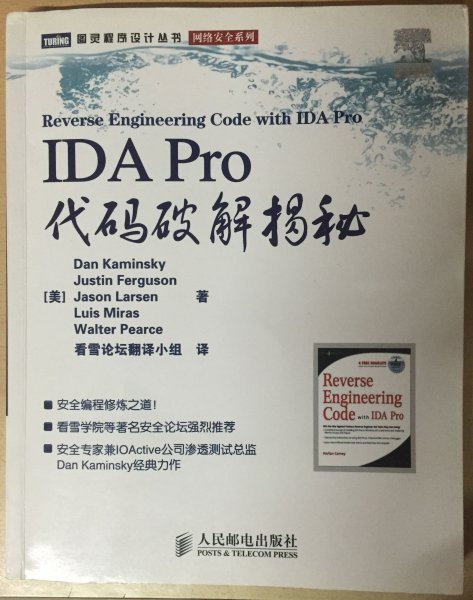 TURING 图灵程序设计丛书 网络安全系列
Reverse Engineering Code with IDA Pro
IDA Pro
代码破解揭秘
Dan Kaminsky
Justin Ferguson
[美] Jason Larsen 著
Luis Miras
Walter Pearce
看雪论坛翻译小组 译
安全编程修炼之道!
看雪学院等著名安全论坛强烈推荐
安全专家兼IOActive公司渗透测试总监
Dan Kaminsky经典力作
4 FREE BOOKLETS
Reverse
Engineering
Code with IDA Pro
人民邮电出版社
POSTS & TELECOM PRESS